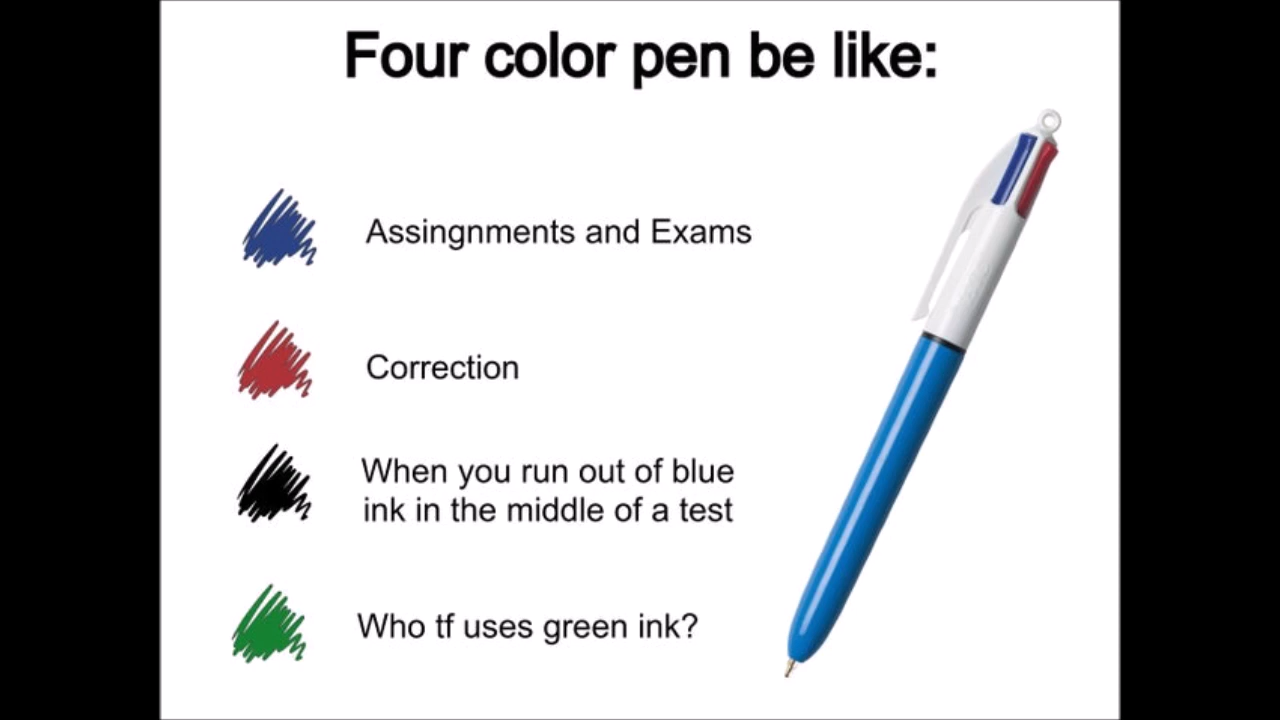 Four color pen be like:
Assingnments and Exams
Correction
When you run out of blue
ink in the middle of a test
Who tf uses green ink?